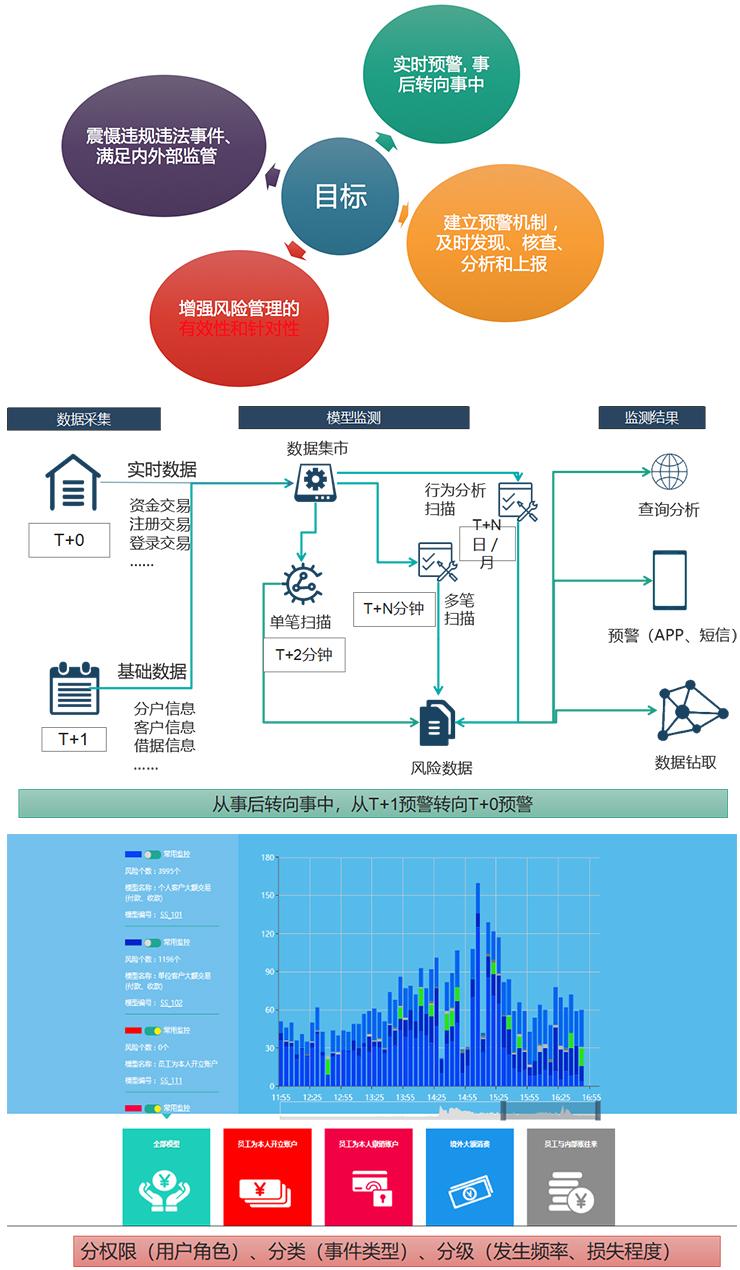 实时预警, 事
后转向事中
震慑违规违法事件、
满足内外部监管
目标
建立预警机制，
及时发现、核查、
分析和上报
增强风险管理的
有效性和针对性
数据采集
模型监测
监测结果
实时数据
资金交易
注册交易
登录交易
……
T+0
基础数据
分户信息
客户信息
借据信息
……
T+1
数据集市
行为分析
扫描
T+N
日 /
月
单笔扫描
T+2分钟
T+N分钟
多笔
扫描
风险数据
查询分析
预警（APP、短信）
数据钻取
从事后转向事中，从T+1预警转向T+0预警
常用监控
风险个数：3995个
模型名称：个人客户大额交易
(付款、收款)
模型编号： SS_101
常用监控
风险个数：1196个
模型名称：单位客户大额交易
(付款、收款)
模型编号： SS_102
常用监控
风险个数：0个
模型名称：员工为本人开立账户
模型编号： SS_111
常用监控
180
150
120
90
60
30
0
11:55 12:25 12:55 13:25 13:55 14:25 14:55 15:25 15:55 16:25 16:55
全部模型
员工为本人开立账户
员工为本人撤销账户
境外大额消费
员工与内部账往来
分权限（用户角色）、分类（事件类型）、分级（发生频率、损失程度）